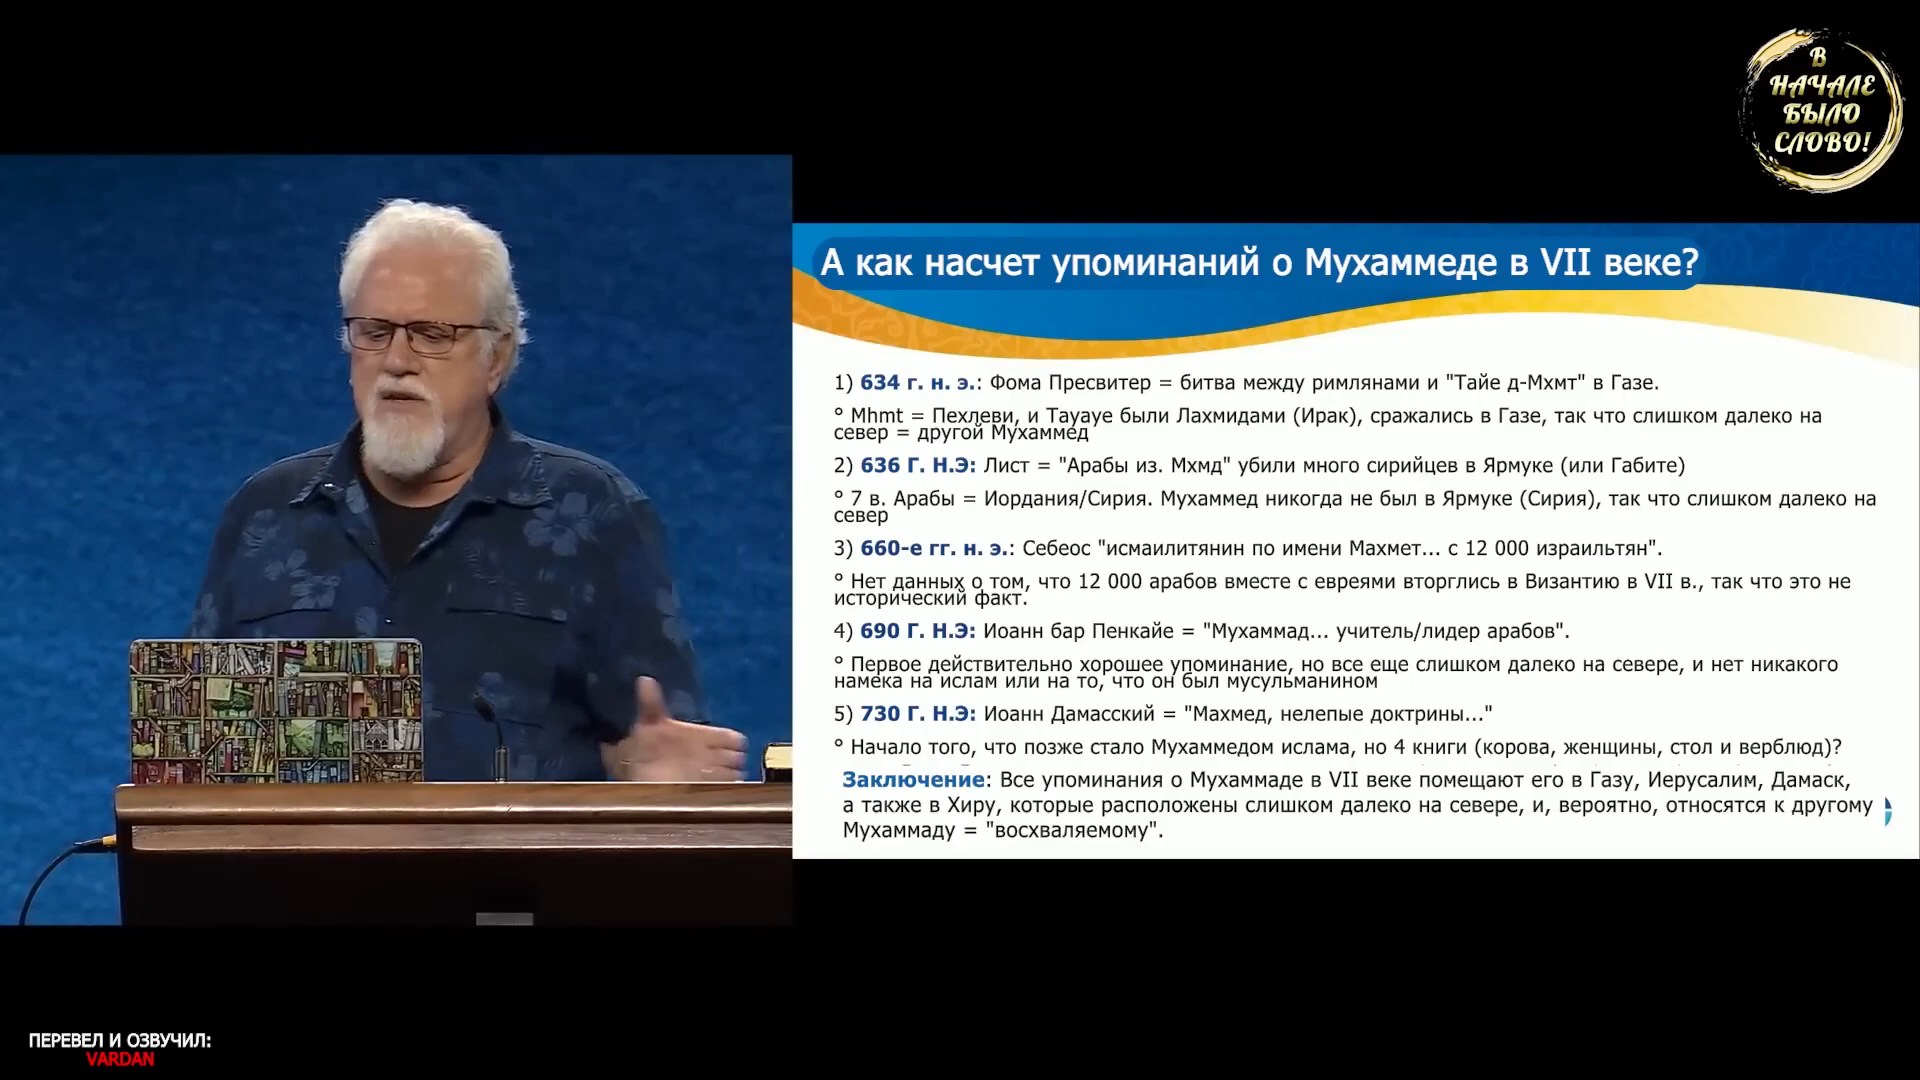 В
НАЧАЛЕ
БЫЛО
СЛОВО!
А как насчет упоминаний о Мухаммеде в VII веке?
1) 634 г. н. э.: Фома Пресвитер = битва между римлянами и "Тайе д-Мхмт" в Газе.
° Mhmt = Пехлеви, и Тауауе были Лахмидами (Ирак), сражались в Газе, так что слишком далеко на
север = другой Мухаммед
2) 636 Г. Н.Э: Лист = "Арабы из. Мхмд" убили много сирийцев в Ярмуке (или Габите)
° 7 в. Арабы = Иордания/Сирия. Мухаммед никогда не был в Ярмуке (Сирия), так что слишком далеко на
север
3) 660-е гг. н. э.: Себеос "исмаилитянин по имени Махмет... с 12 000 израильтян".
° Нет данных о том, что 12 000 арабов вместе с евреями вторглись в Византию в VII в., так что это не
исторический факт.
4) 690 Г. Н.Э: Иоанн бар Пенкайе = "Мухаммад... учитель/лидер арабов".
° Первое действительно хорошее упоминание, но все еще слишком далеко на севере, и нет никакого
намека на ислам или на то, что он был мусульманином
5) 730 Г. Н.Э: Иоанн Дамасский = "Махмед, нелепые доктрины..."
° Начало того, что позже стало Мухаммедом ислама, но 4 книги (корова, женщины, стол и верблюд)?
Заключение: Все упоминания о Мухаммаде в VII веке помещают его в Газу, Иерусалим, Дамаск,
а также в Хиру, которые расположены слишком далеко на севере, и, вероятно, относятся к другому
Мухаммаду = "восхваляемому".
ПЕРЕВЕЛ И ОЗВУЧИЛ:
VARDAN